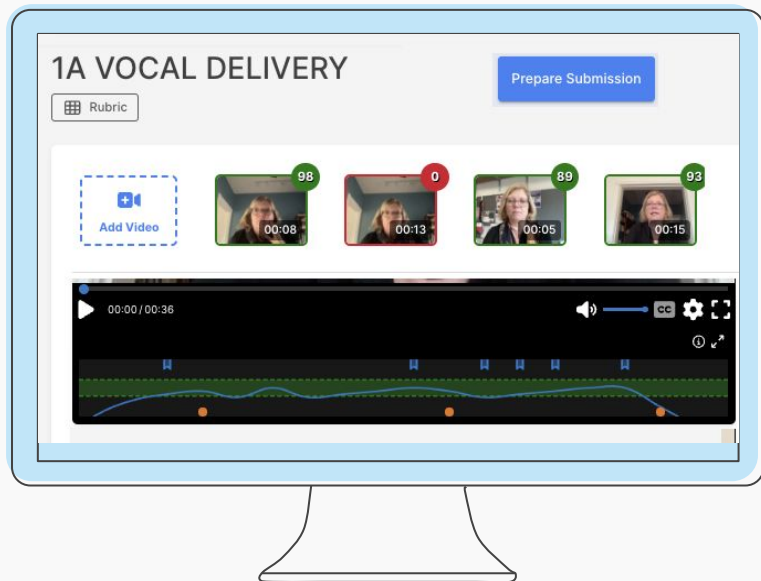 1A VOCAL DELIVERY
Prepare Submission
Rubric
98
0
89
93
Add Video
00:08
00:13
00:05
00:15
00:00/00:36
CC